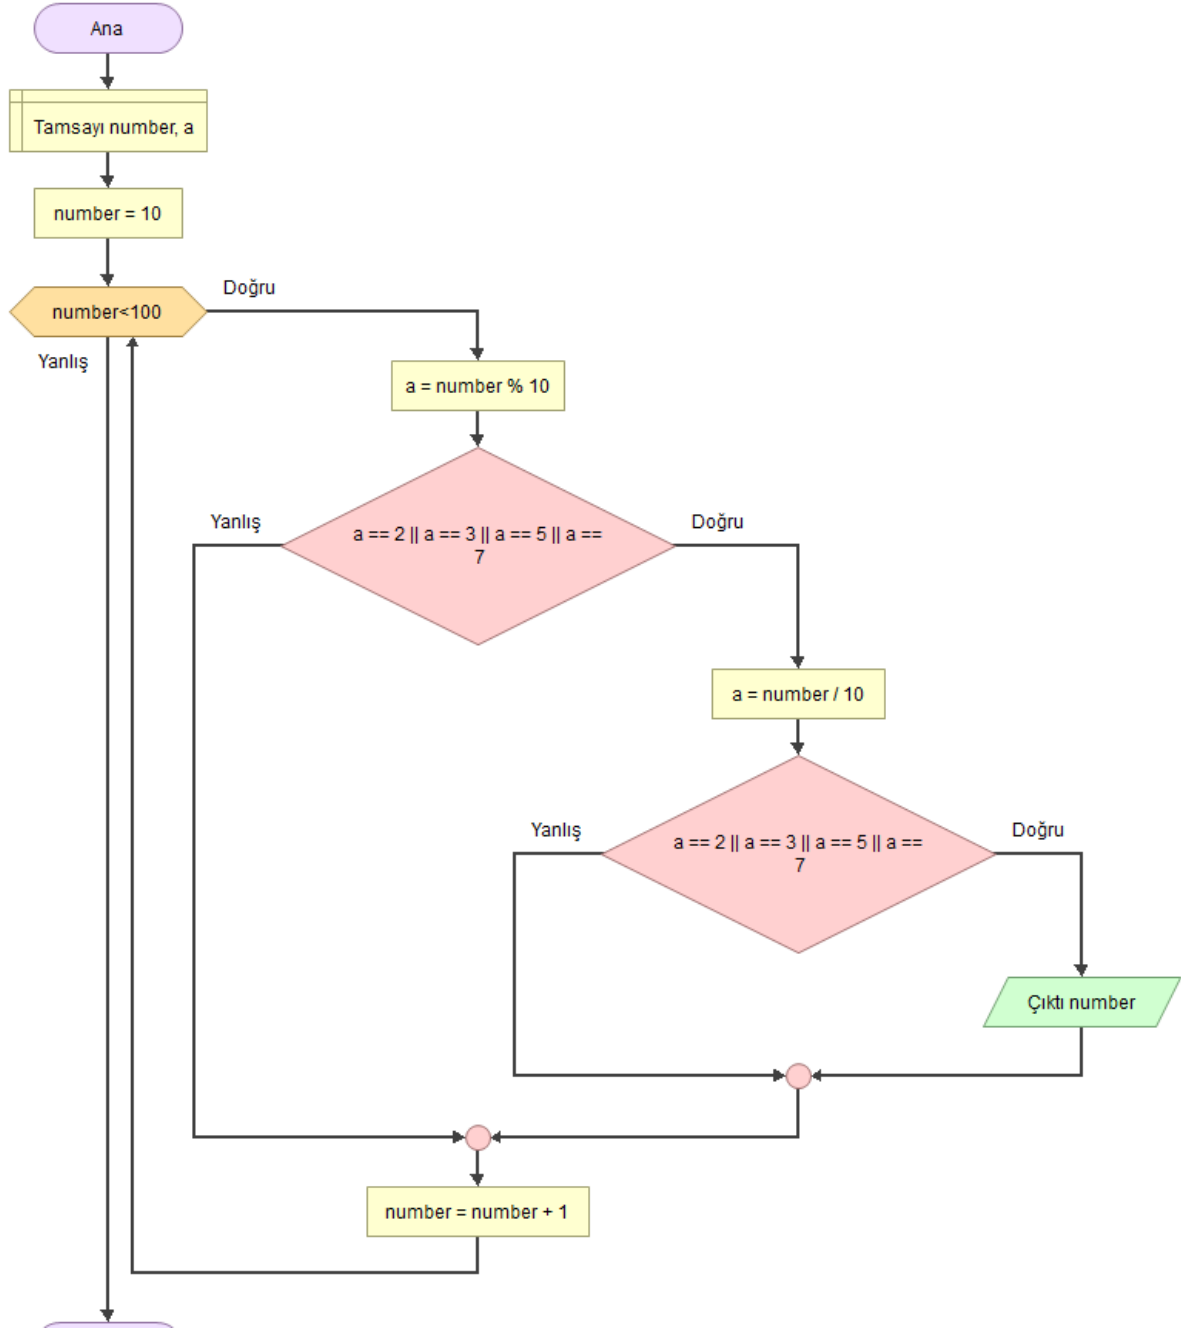 Ana
Tamsayı number, a
number = 10
number<100
Doğru
Yanlış
a = number % 10
Yanlış
a == 2 || a == 3 || a == 5 || a ==
7
Doğru
a = number / 10
Yanlış
a == 2 || a == 3 || a == 5 || a ==
7
Doğru
Çıktı number
number = number + 1